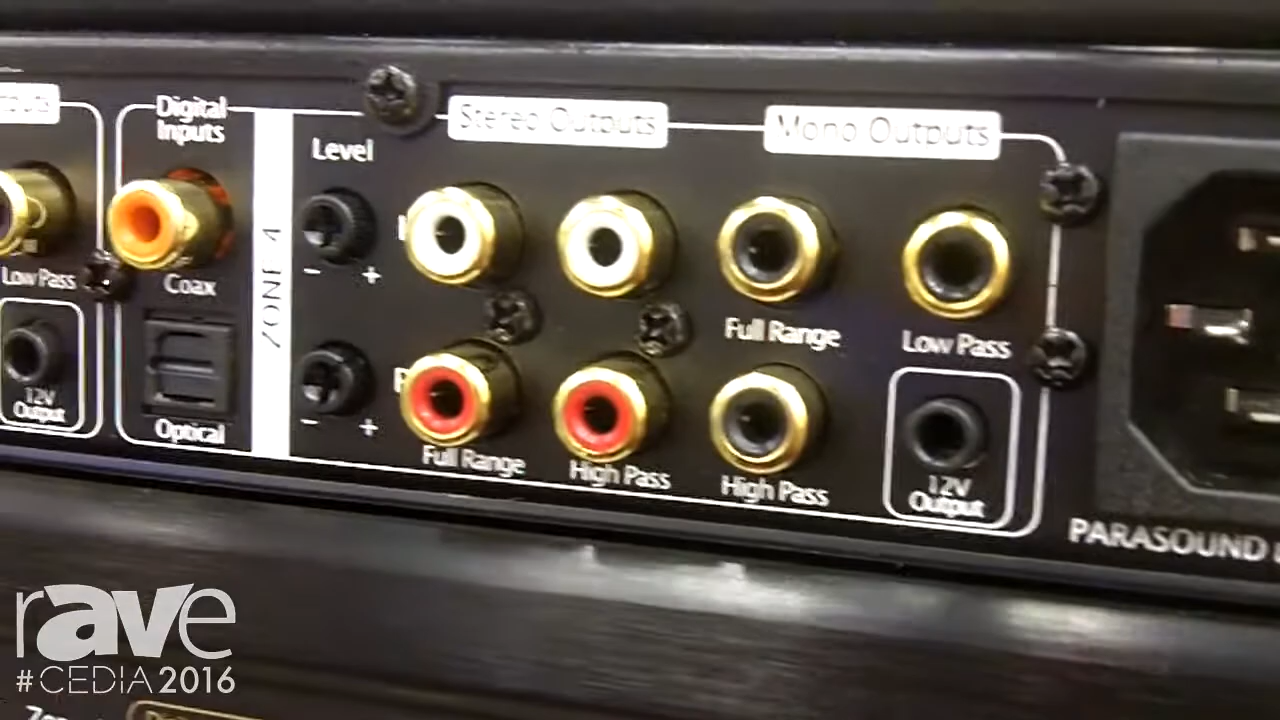 Digital
Inputs
Coax
Optical
Low Pass
12V
Output
ZONE 4
Level
- +
- +
Stereo Outputs
Full Range
High Pass
Mono Outputs
Full Range
High Pass
Low Pass
12V
Output
PARASOUND
rave
#CEDIA2016